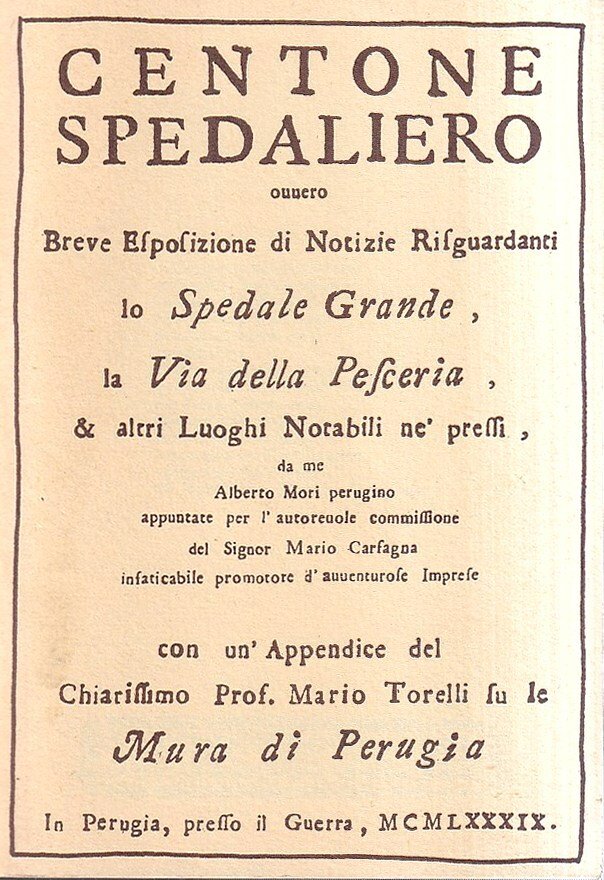 CENTONE
SPEDALIERO
ouuero
Breve Eſpoſizione di Notizie Riſguardanti
lo Spedale Grande ,
la Via della Peſceria ,
& altri Luoghi Notabili ne' preſſi ,
da me
Alberto Mori perugino
appuntate per l' autoreuole commiſſione
del Signor Mario Carfagna
infaticabile promotore d' auuenturoſe Impreſe
con un' Appendice del
Chiariſſimo Prof. Mario Torelli ſu le
Mura di Perugia
In Perugia, preſſo il Guerra , MCMLXXXIX.